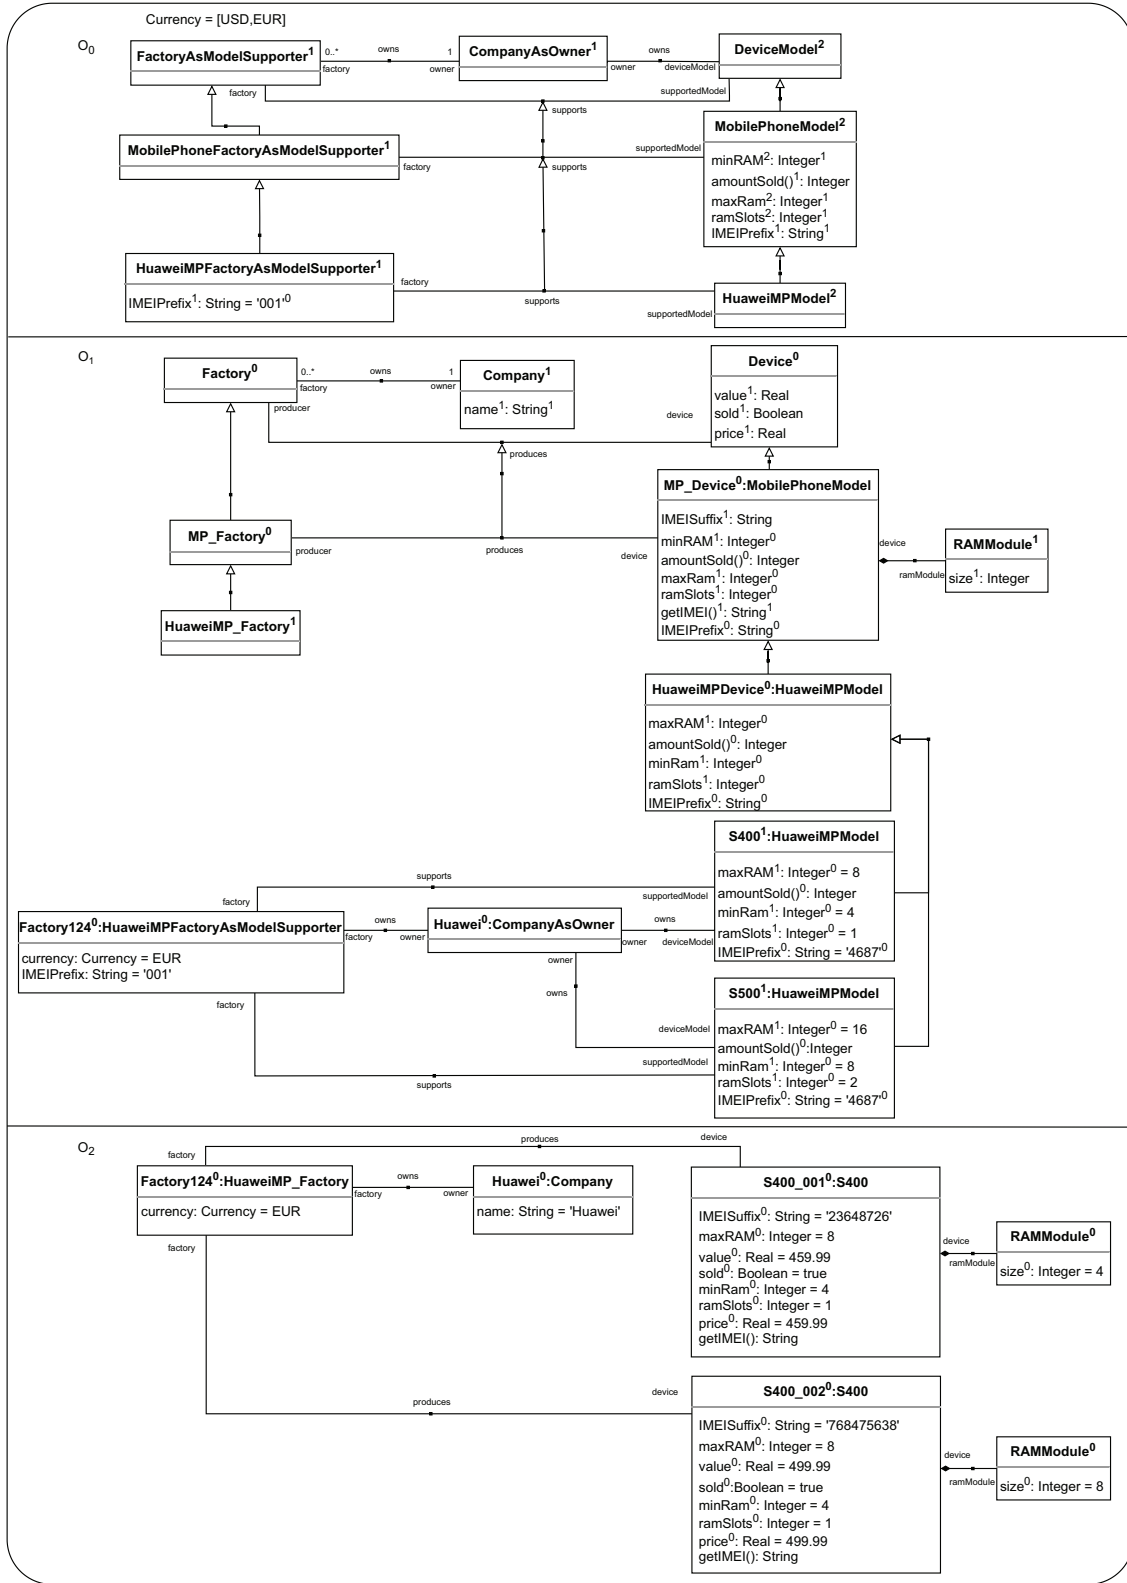 Currency = [USD,EUR]
O0
FactoryAsModelSupporter1
0..*
owns
1
factory
owner
CompanyAsOwner1
owns
owner
deviceModel
DeviceModel2
factory
supportedModel
supports
MobilePhoneFactoryAsModelSupporter1
factory
supports
supportedModel
MobilePhoneModel2
minRAM2: Integer1
amountSold()1: Integer
maxRam2: Integer1
ramSlots2: Integer1
IMEIPrefix1: String1
HuaweiMPFactoryAsModelSupporter1
IMEIPrefix1: String = '001'0
factory
supports
supportedModel
HuaweiMPModel2
O1
Factory0
0..*
owns
1
factory
owner
Company1
name1: String1
Device0
value1: Real
sold1: Boolean
price1: Real
producer
device
produces
MP_Factory0
producer
produces
device
MP_Device0:MobilePhoneModel
IMEISuffix1: String
minRAM1: Integer0
amountSold()0: Integer
maxRam1: Integer0
ramSlots1: Integer0
getIMEI()1: String1
IMEIPrefix0: String0
device
ramModule
RAMModule1
size1: Integer
HuaweiMP_Factory1
HuaweiMPDevice0:HuaweiMPModel
maxRAM1: Integer0
amountSold()0: Integer
minRam1: Integer0
ramSlots1: Integer0
IMEIPrefix0: String0
S4001:HuaweiMPModel
maxRAM1: Integer0 = 8
amountSold()0: Integer
minRam1: Integer0 = 4
ramSlots1: Integer0 = 1
IMEIPrefix0: String = '4687'0
supports
factory
supportedModel
Factory1240:HuaweiMPFactoryAsModelSupporter
currency: Currency = EUR
IMEIPrefix: String = '001'
owns
factory
owner
Huawei0:CompanyAsOwner
owns
owner
deviceModel
owner
owns
deviceModel
factory
supports
supportedModel
S5001:HuaweiMPModel
maxRAM1: Integer0 = 16
amountSold()0:Integer
minRam1: Integer0 = 8
ramSlots1: Integer0 = 2
IMEIPrefix0: String = '4687'0
O2
produces
device
factory
Factory1240:HuaweiMP_Factory
currency: Currency = EUR
owns
factory
owner
Huawei0:Company
name: String = 'Huawei'
S400_0010:S400
IMEISuffix0: String = '23648726'
maxRAM0: Integer = 8
value0: Real = 459.99
sold0: Boolean = true
minRam0: Integer = 4
ramSlots0: Integer = 1
price0: Real = 459.99
getIMEI(): String
device
ramModule
RAMModule0
size0: Integer = 4
factory
produces
device
S400_0020:S400
IMEISuffix0: String = '768475638'
maxRAM0: Integer = 8
value0: Real = 499.99
sold0:Boolean = true
minRam0: Integer = 4
ramSlots0: Integer = 1
price0: Real = 499.99
getIMEI(): String
device
ramModule
RAMModule0
size0: Integer = 8